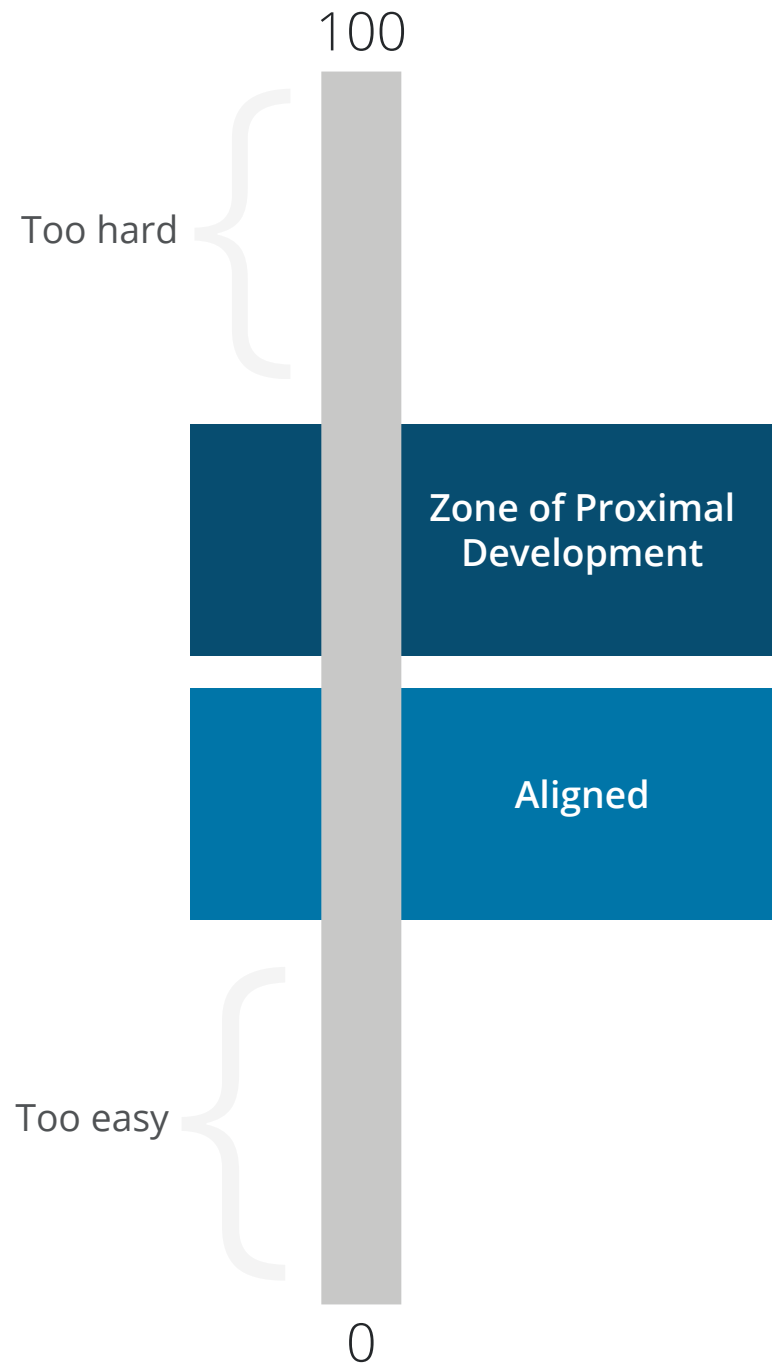 100
Too hard
Zone of Proximal
Development
Aligned
Too easy
0